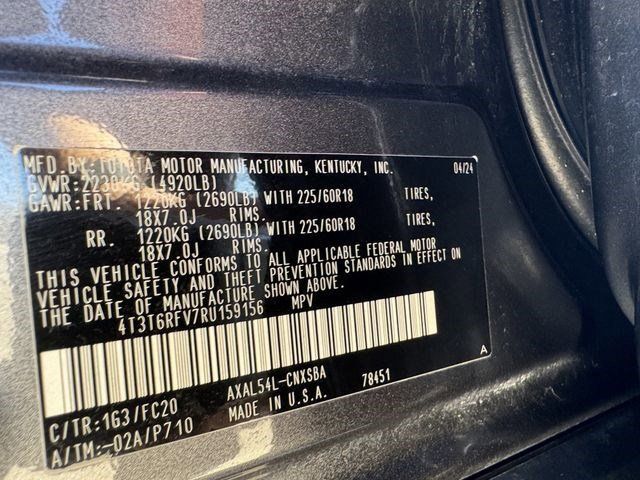 MFD.BY:TOYOTA MOTOR MANUFACTURING, KENTUCKY, INC. 04/24
GVWR:2230KG (4920LB)
GAWR:FRT. 1220KG (2690LB) WITH 225/60R18 TIRES,
18X7.0J RIMS.
RR. 1220KG (2690LB) WITH 225/60R18 TIRES,
18X7.0J RIMS.
THIS VEHICLE CONFORMS TO ALL APPLICABLE FEDERAL MOTOR
VEHICLE SAFETY AND THEFT PREVENTION STANDARDS IN EFFECT ON
THE DATE OF MANUFACTURE SHOWN ABOVE.
4T3T6RFV7RU159156 MPV
C/TR:1G3/FC20 AXAL54L-CNXSBA 78451 A
A/TM:-02A/P710 MADE IN U.S.A.